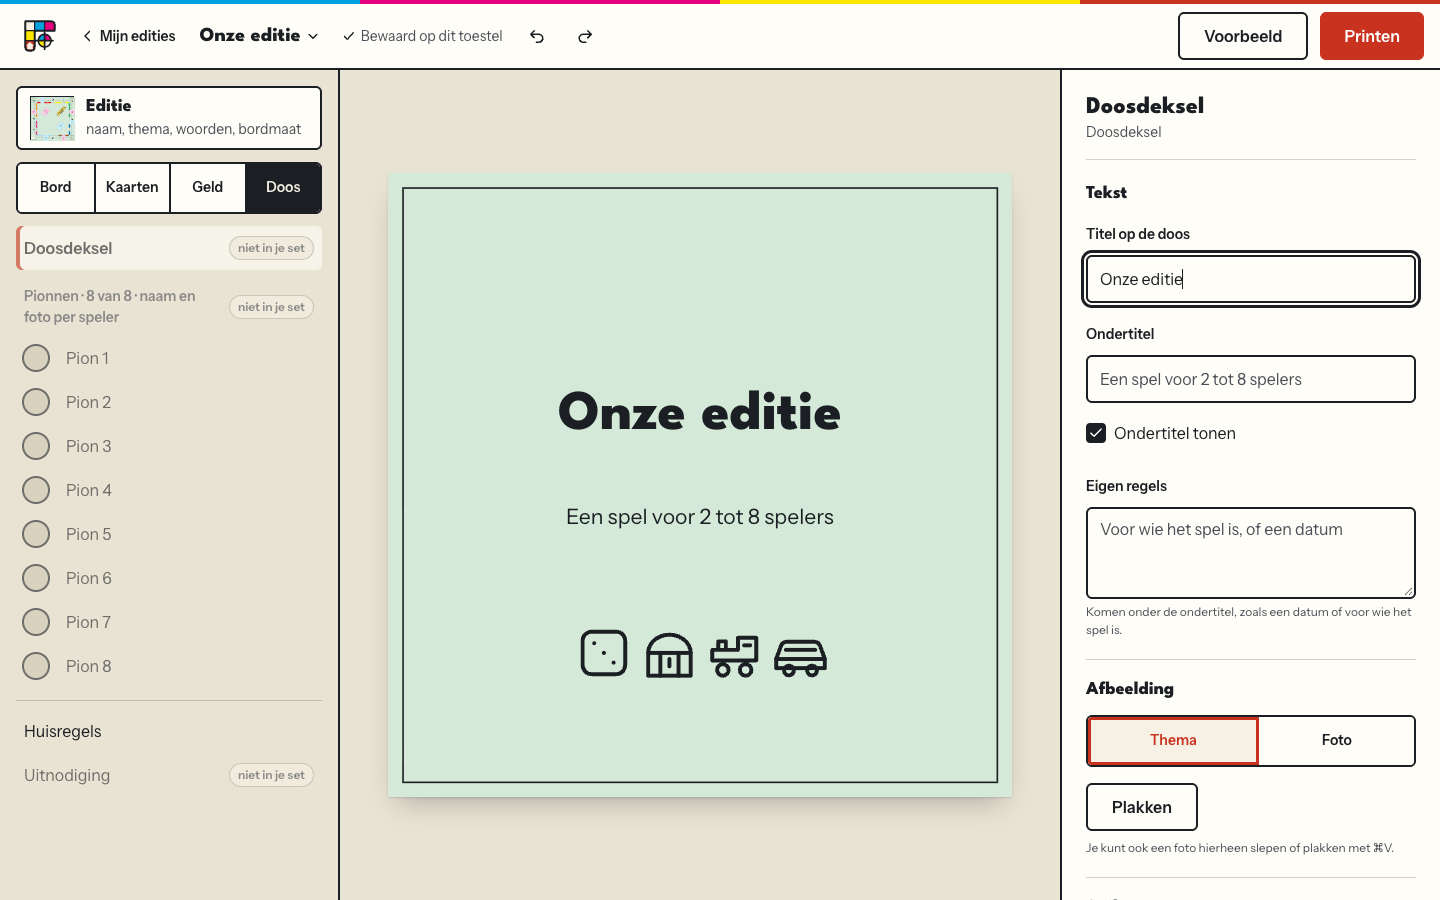 Mijn edities
Onze editie
Bewaard op dit toestel
Voorbeeld
Printen
Editie
naam, thema, woorden, bordmaat
Bord
Kaarten
Geld
Doos
Doosdeksel
niet in je set
Pionnen · 8 van 8 · naam en
foto per speler
niet in je set
Pion 1
Pion 2
Pion 3
Pion 4
Pion 5
Pion 6
Pion 7
Pion 8
Huisregels
Uitnodiging
niet in je set
Onze editie
Een spel voor 2 tot 8 spelers
Doosdeksel
Doosdeksel
Tekst
Titel op de doos
Onze editie
Ondertitel
Een spel voor 2 tot 8 spelers
Ondertitel tonen
Eigen regels
Voor wie het spel is, of een datum
Komen onder de ondertitel, zoals een datum of voor wie het
spel is.
Afbeelding
Thema
Foto
Plakken
Je kunt ook een foto hierheen slepen of plakken met ⌘V.